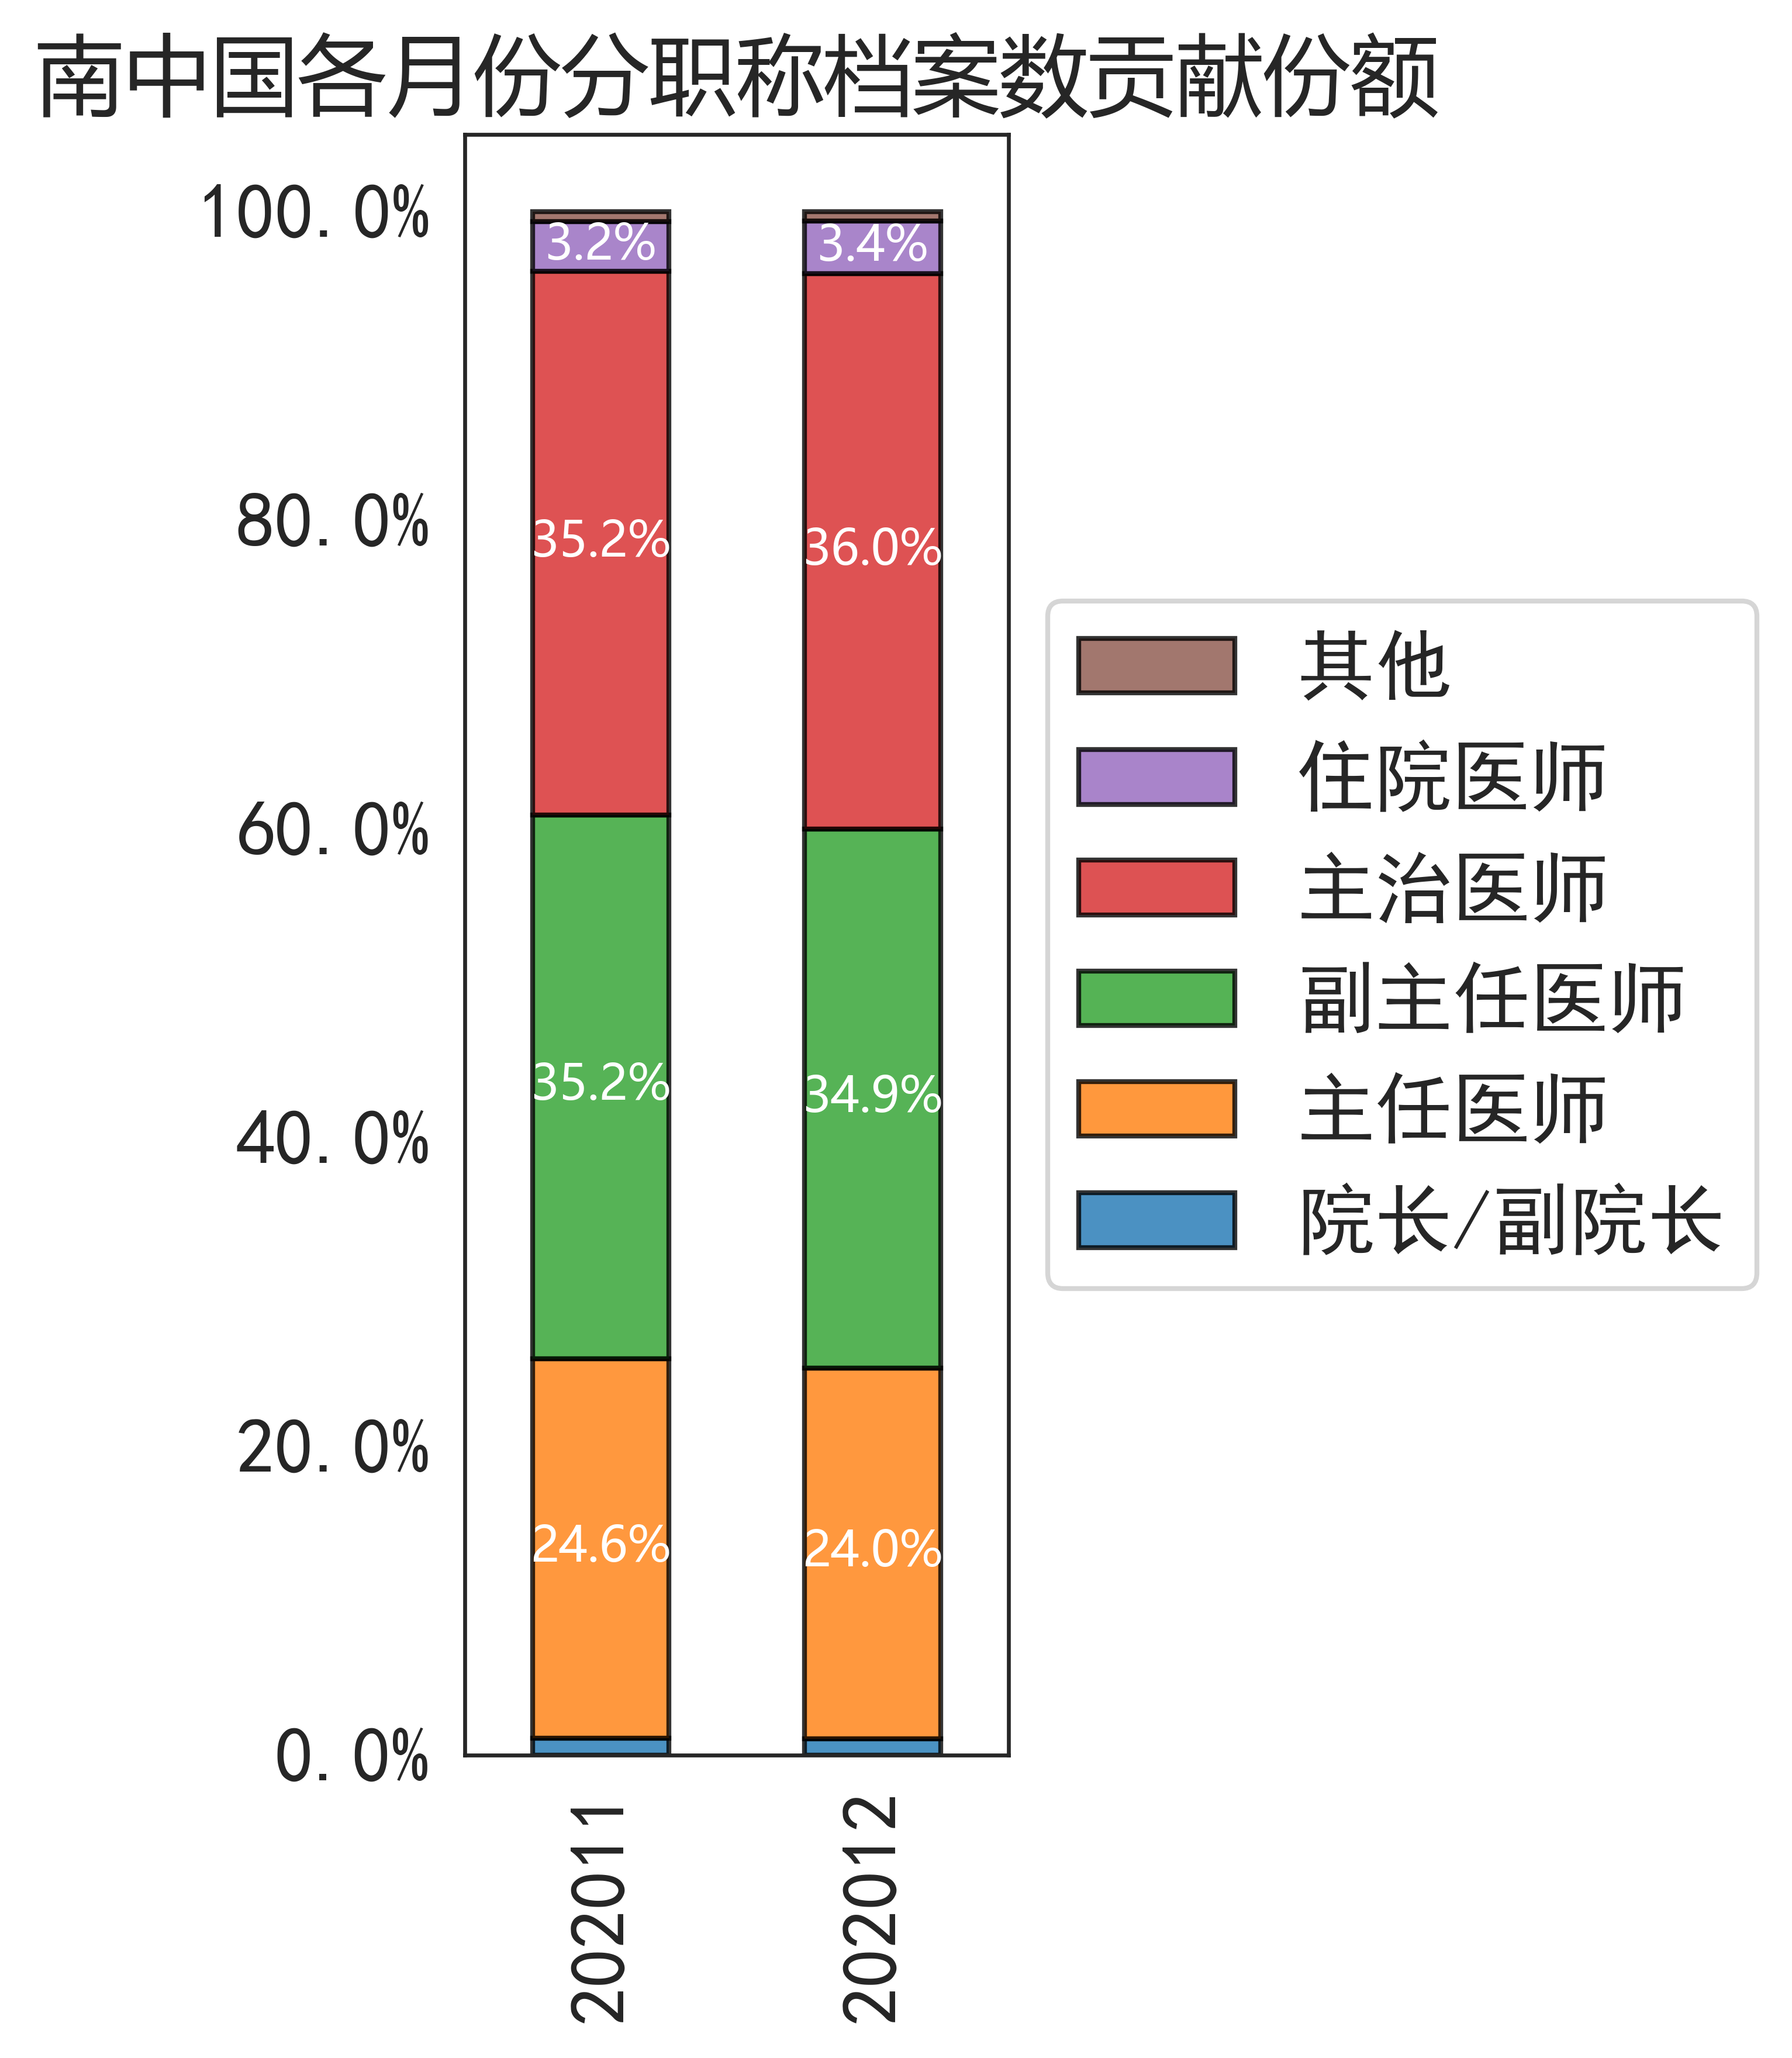 南中国各月份分职称档案数贡献份额
100.0%
80.0%
60.0%
40.0%
20.0%
0.0%
3.2%
35.2%
35.2%
24.6%
3.4%
36.0%
34.9%
24.0%
202011
202012
其他
住院医师
主治医师
副主任医师
主任医师
院长/副院长